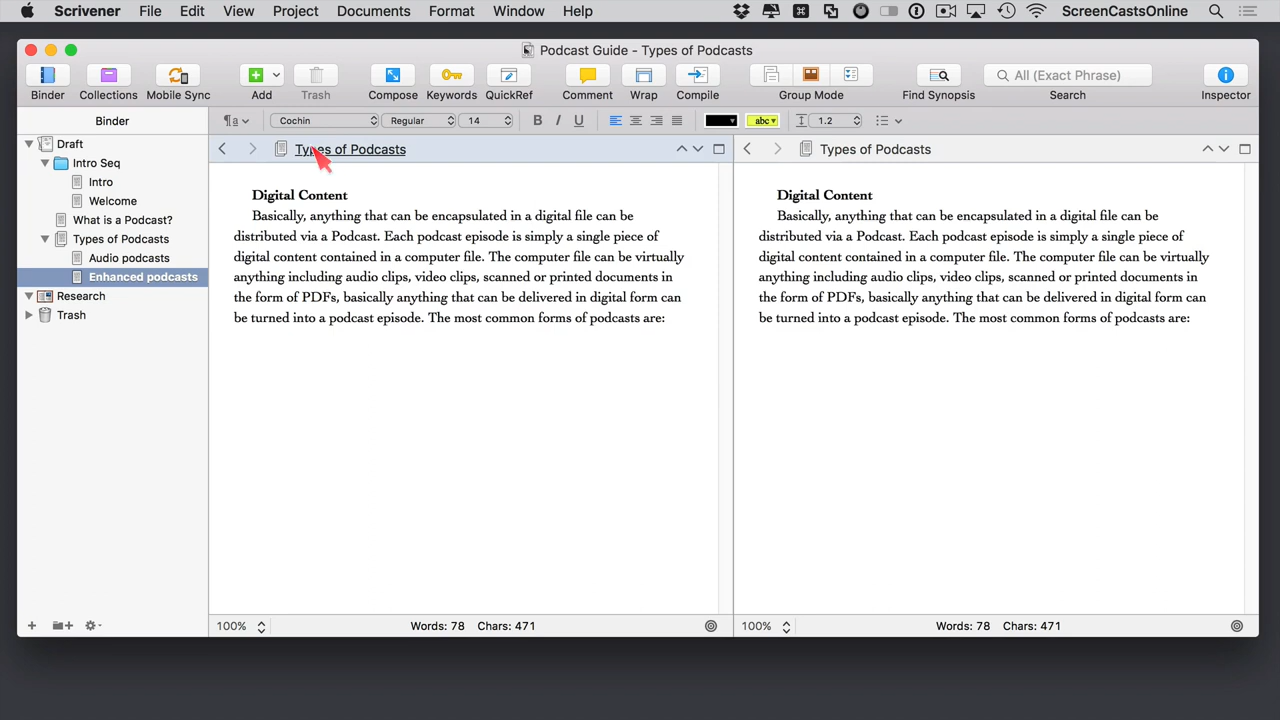 Scrivener File Edit View Project Documents Format Window Help ScreenCastsOnline
Podcast Guide - Types of Podcasts
Binder Collections Mobile Sync Add Trash Compose Keywords QuickRef Comment Wrap Compile Group Mode Find Synopsis All (Exact Phrase) Search Inspector
Binder
¶a Cochin Regular 14 B I U abc 1.2
Draft
Intro Seq
Intro
Welcome
What is a Podcast?
Types of Podcasts
Audio podcasts
Enhanced podcasts
Research
Trash
Types of Podcasts
Digital Content
Basically, anything that can be encapsulated in a digital file can be
distributed via a Podcast. Each podcast episode is simply a single piece of
digital content contained in a computer file. The computer file can be virtually
anything including audio clips, video clips, scanned or printed documents in
the form of PDFs, basically anything that can be delivered in digital form can
be turned into a podcast episode. The most common forms of podcasts are:
100% Words: 78 Chars: 471
Types of Podcasts
Digital Content
Basically, anything that can be encapsulated in a digital file can be
distributed via a Podcast. Each podcast episode is simply a single piece of
digital content contained in a computer file. The computer file can be virtually
anything including audio clips, video clips, scanned or printed documents in
the form of PDFs, basically anything that can be delivered in digital form can
be turned into a podcast episode. The most common forms of podcasts are:
100% Words: 78 Chars: 471